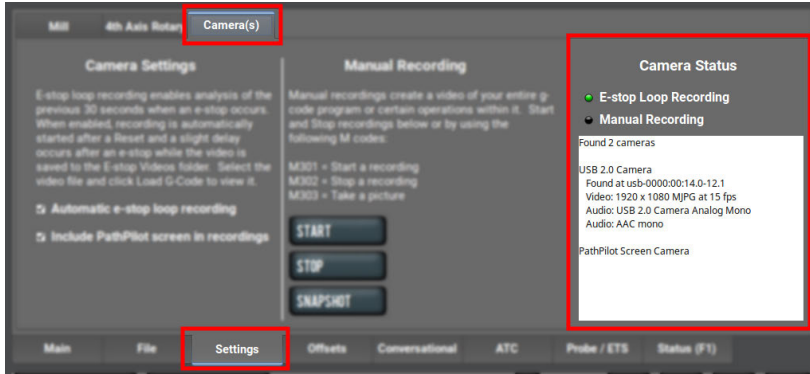 Mill
4th Axis Rotary
Camera(s)
Camera Settings
E-stop loop recording enables analysis of the
previous 30 seconds when an e-stop occurs.
When enabled, recording is automatically
started after a Reset and a slight delay
occurs after an e-stop while the video is
saved to the E-stop Videos folder. Select the
video file and click Load G-Code to view it.
Automatic e-stop loop recording
Include PathPilot screen in recordings
Manual Recording
Manual recordings create a video of your entire g-
code program or certain operations within it. Start
and Stop recordings below or by using the
following M codes:
M301 = Start a recording
M302 = Stop a recording
M303 = Take a picture
START
STOP
SNAPSHOT
Camera Status
E-stop Loop Recording
Manual Recording
Found 2 cameras
USB 2.0 Camera
Found at usb-0000:00:14.0-12.1
Video: 1920 x 1080 MJPG at 15 fps
Audio: USB 2.0 Camera Analog Mono
Audio: AAC mono
PathPilot Screen Camera
Main
File
Settings
Offsets
Conversational
ATC
Probe / ETS
Status (F1)